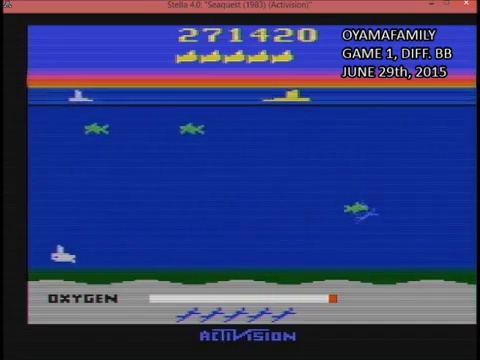 Stella 4.0: "Seaquest (1983) (Activision)"
271420
OYAMAFAMILY
GAME 1, DIFF. BB
JUNE 29th, 2015
OXYGEN
ACTIVISION